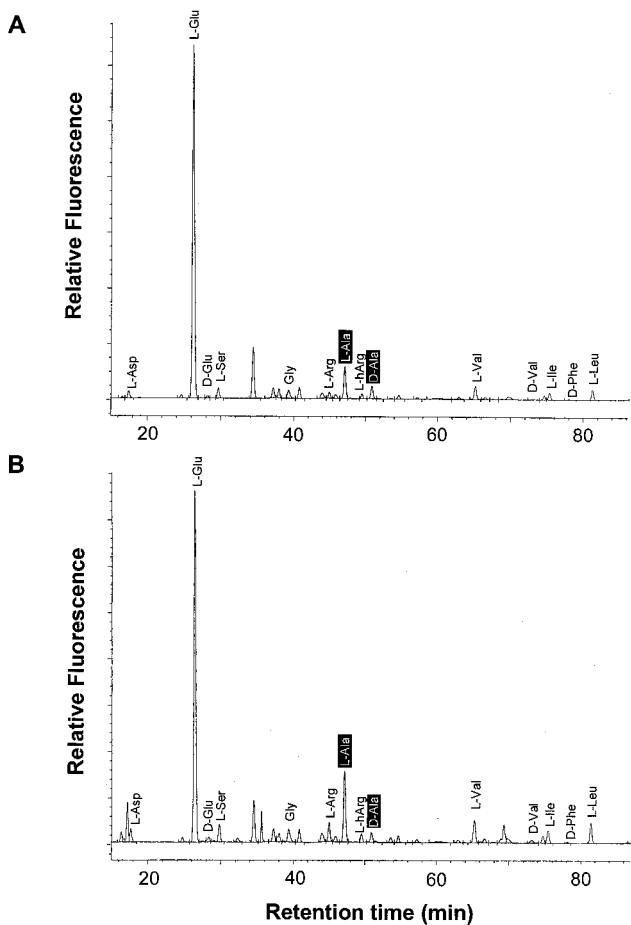 A
Relative Fluorescence
L-Asp
L-Glu
D-Glu
L-Ser
Gly
L-Arg
L-Ala
L-hArg
D-Ala
L-Val
D-Val
L-Ile
D-Phe
L-Leu
20 40 60 80
B
Relative Fluorescence
L-Asp
L-Glu
D-Glu
L-Ser
Gly
L-Arg
L-Ala
L-hArg
D-Ala
L-Val
D-Val
L-Ile
D-Phe
L-Leu
20 40 60 80
Retention time (min)